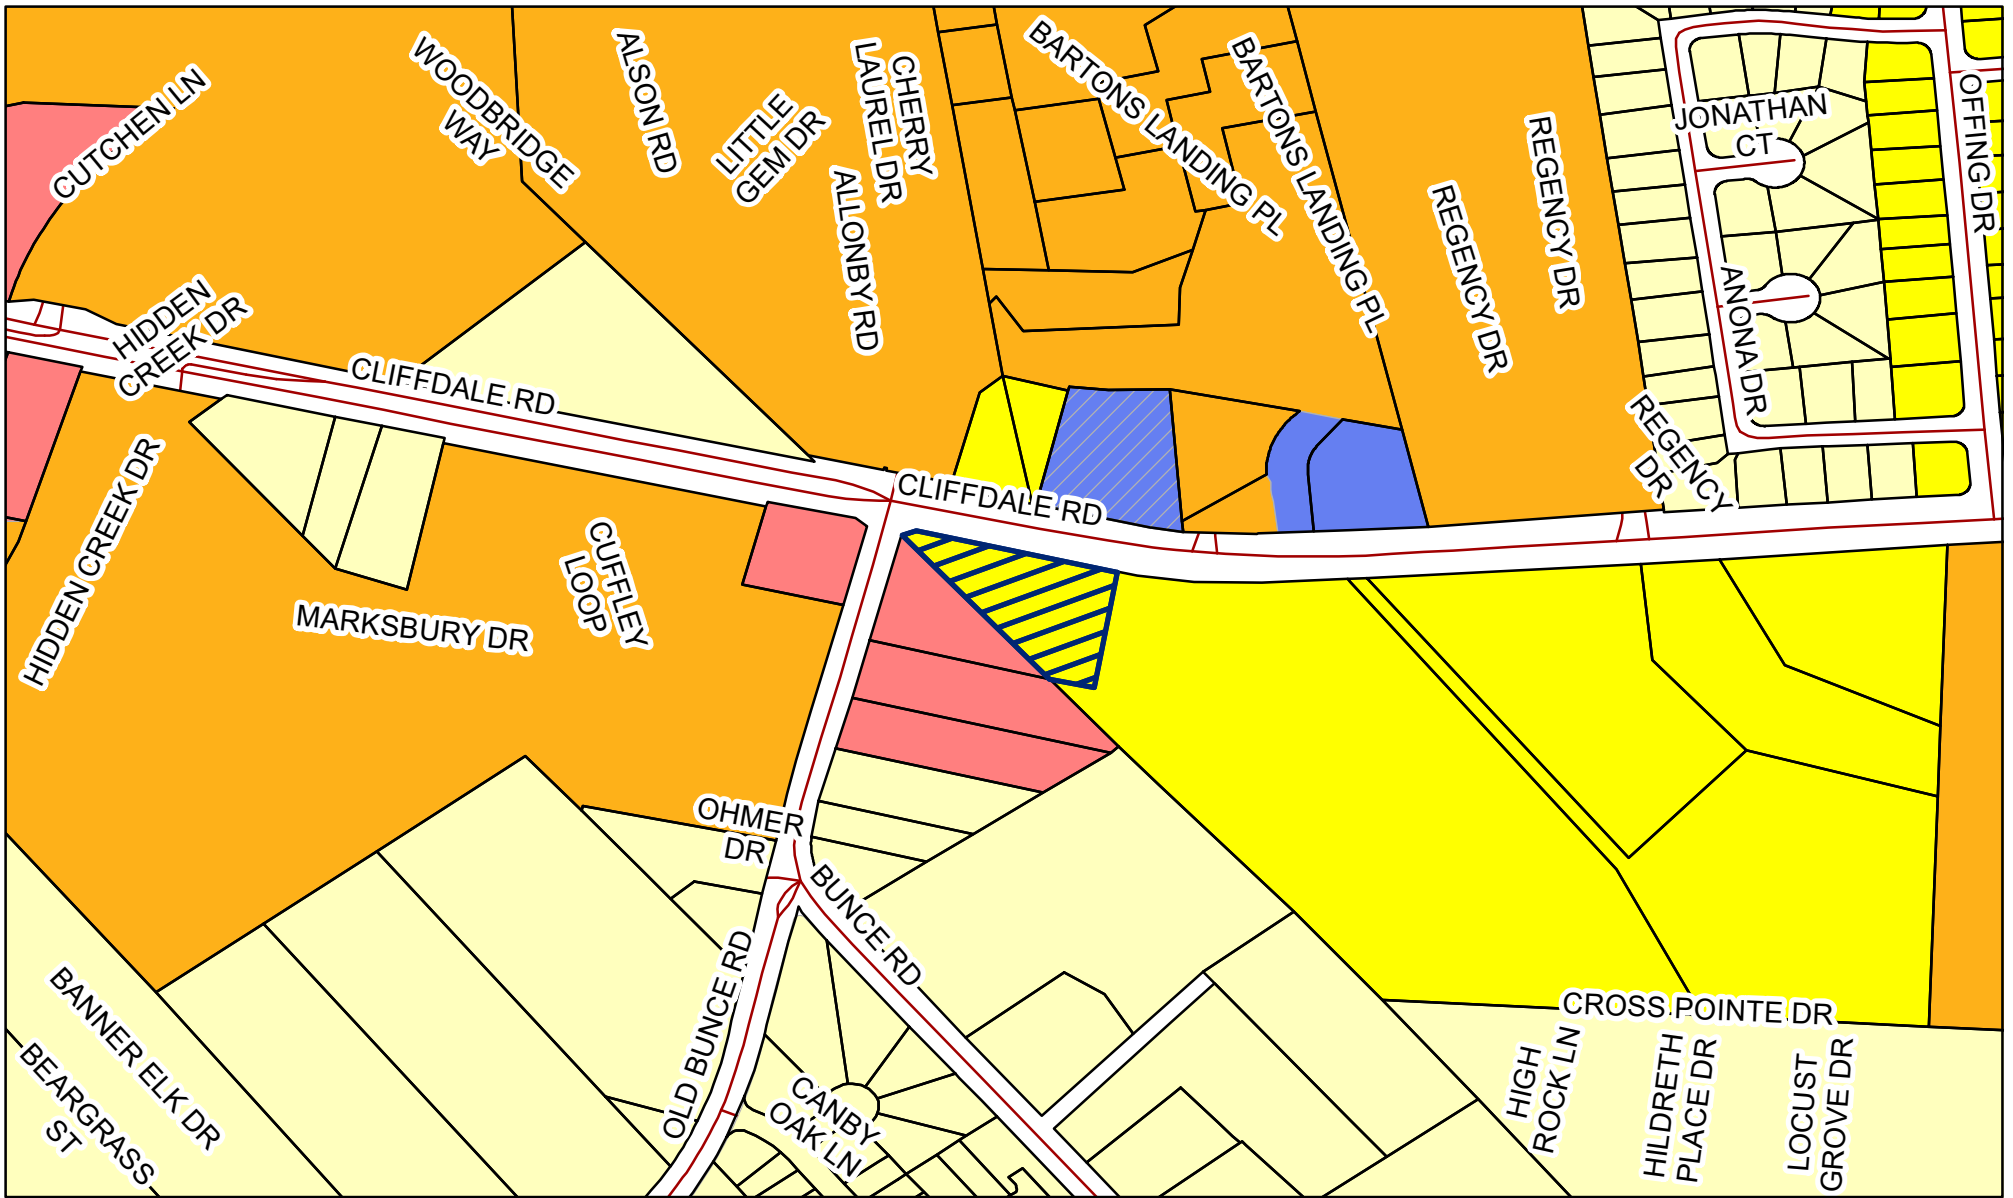 CUTCHEN LN
WOODBRIDGE
WAY
ALSON RD
LITTLE
GEM DR
CHERRY
LAUREL DR
ALLONBY RD
BARTONS LANDING PL
BARTONS LANDING PL
REGENCY DR
REGENCY DR
JONATHAN
CT
OFFING DR
ANONA DR
HIDDEN
CREEK DR
CLIFFDALE RD
CLIFFDALE RD
REGENCY
DR
HIDDEN CREEK DR
MARKSBURY DR
CUFFLEY
LOOP
OHMER
DR
BUNCE RD
OLD BUNCE RD
BANNER ELK DR
BEARGRASS
ST
CANBY
OAK LN
CROSS POINTE DR
HIGH
ROCK LN
HILDRETH
PLACE DR
LOCUST
GROVE DR